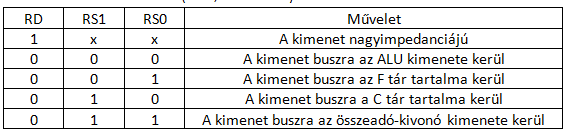 RD RS1 RS0 Művelet
1 x x A kimenet nagyimpedanciájú
0 0 0 A kimenet buszra az ALU kimenete kerül
0 0 1 A kimenet buszra az F tár tartalma kerül
0 1 0 A kimenet buszra a C tár tartalma kerül
0 1 1 A kimenet buszra az összeadó-kivonó kimenete kerül